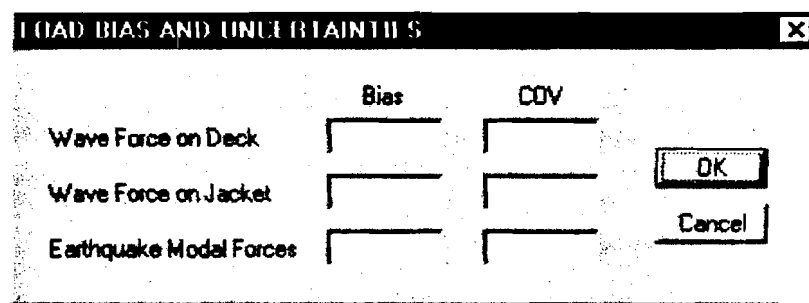 LOAD BIAS AND UNCERTAINTIES
Bias COV
Wave Force on Deck
Wave Force on Jacket
OK
Earthquake Modal Forces
Cancel